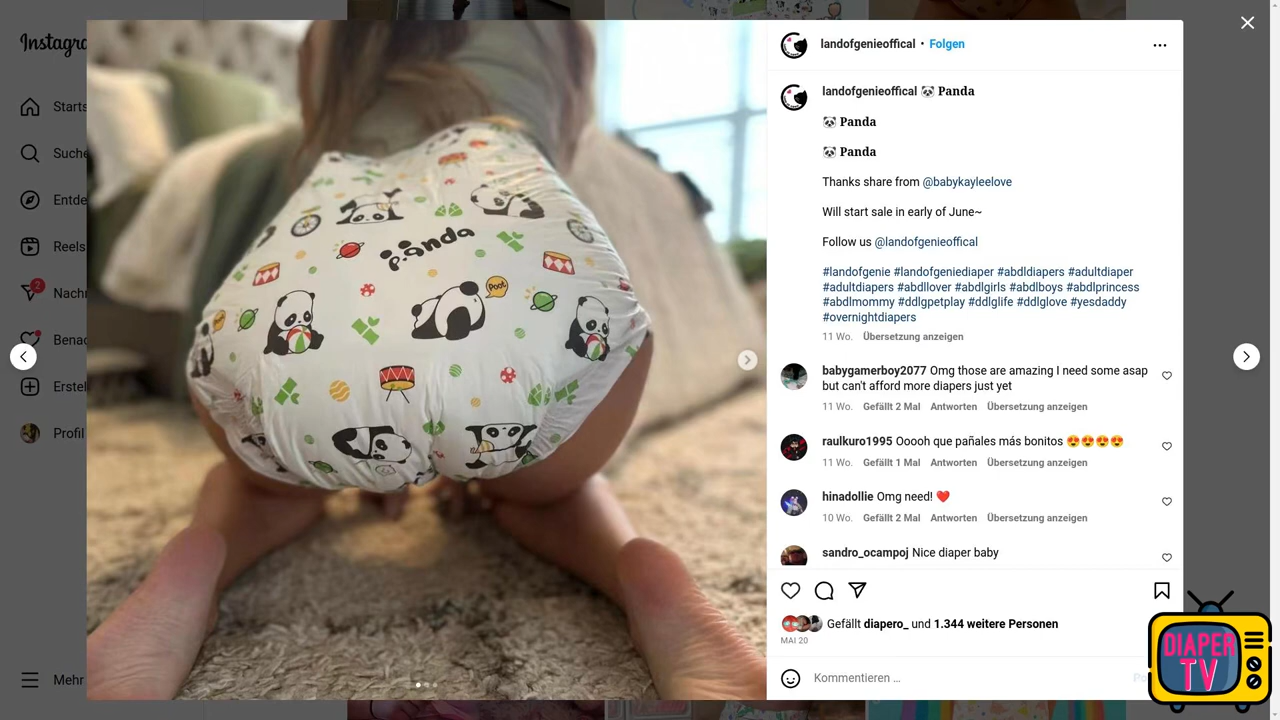 Instagr
Starts
Suche
Entde
Reels
2
Nachr
Bena
Erstel
Profil
Mehr
panda
Poot
landofgenieoffical • Folgen
landofgenieoffical 🐼 Panda
🐼 Panda
🐼 Panda
Thanks share from @babykayleelove
Will start sale in early of June~
Follow us @landofgenieoffical
#landofgenie #landofgeniediaper #abdldiapers #adultdiaper
#adultdiapers #abdllover #abdlgirls #abdlboys #abdlprincess
#abdlmommy #ddlgpetplay #ddlglife #ddlglove #yesdaddy
#overnightdiapers
11 Wo. Übersetzung anzeigen
babygamerboy2077 Omg those are amazing I need some asap
but can't afford more diapers just yet
11 Wo. Gefällt 2 Mal Antworten Übersetzung anzeigen
raulkuro1995 Ooooh que pañales más bonitos 😍😍😍😍
11 Wo. Gefällt 1 Mal Antworten Übersetzung anzeigen
hinadollie Omg need! ❤️
10 Wo. Gefällt 2 Mal Antworten Übersetzung anzeigen
sandro_ocampoj Nice diaper baby
Gefällt diapero_ und 1.344 weitere Personen
MAI 20
Kommentieren …
Po
DIAPER
TV